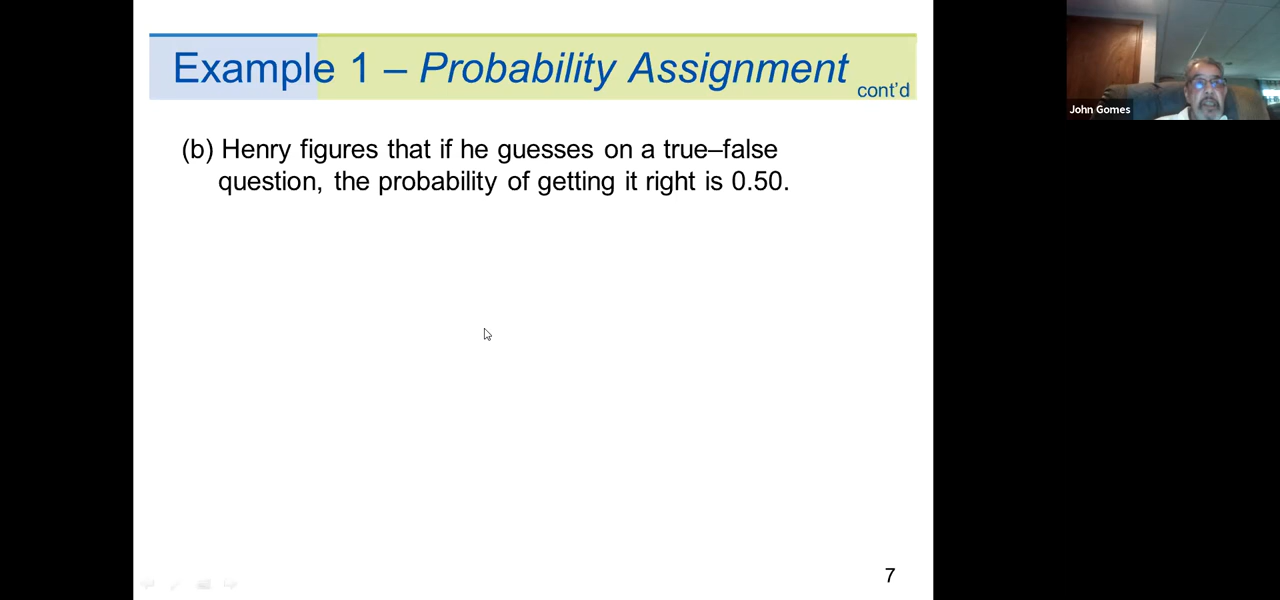 Example 1 – Probability Assignment
cont'd
John Gomes
(b) Henry figures that if he guesses on a true–false
question, the probability of getting it right is 0.50.
7